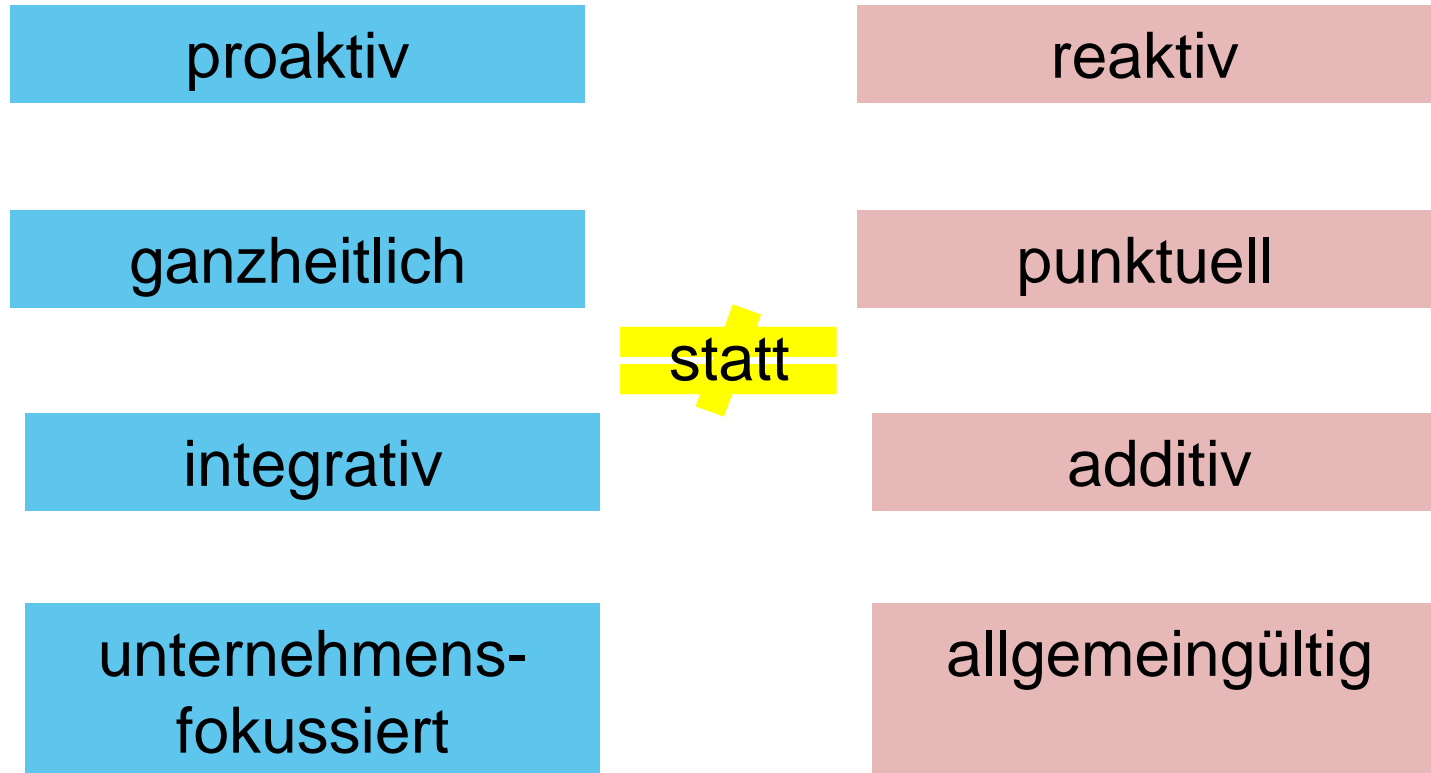 proaktiv
reaktiv
ganzheitlich
punktuell
statt
integrativ
additiv
unternehmens-
fokussiert
allgemeingültig